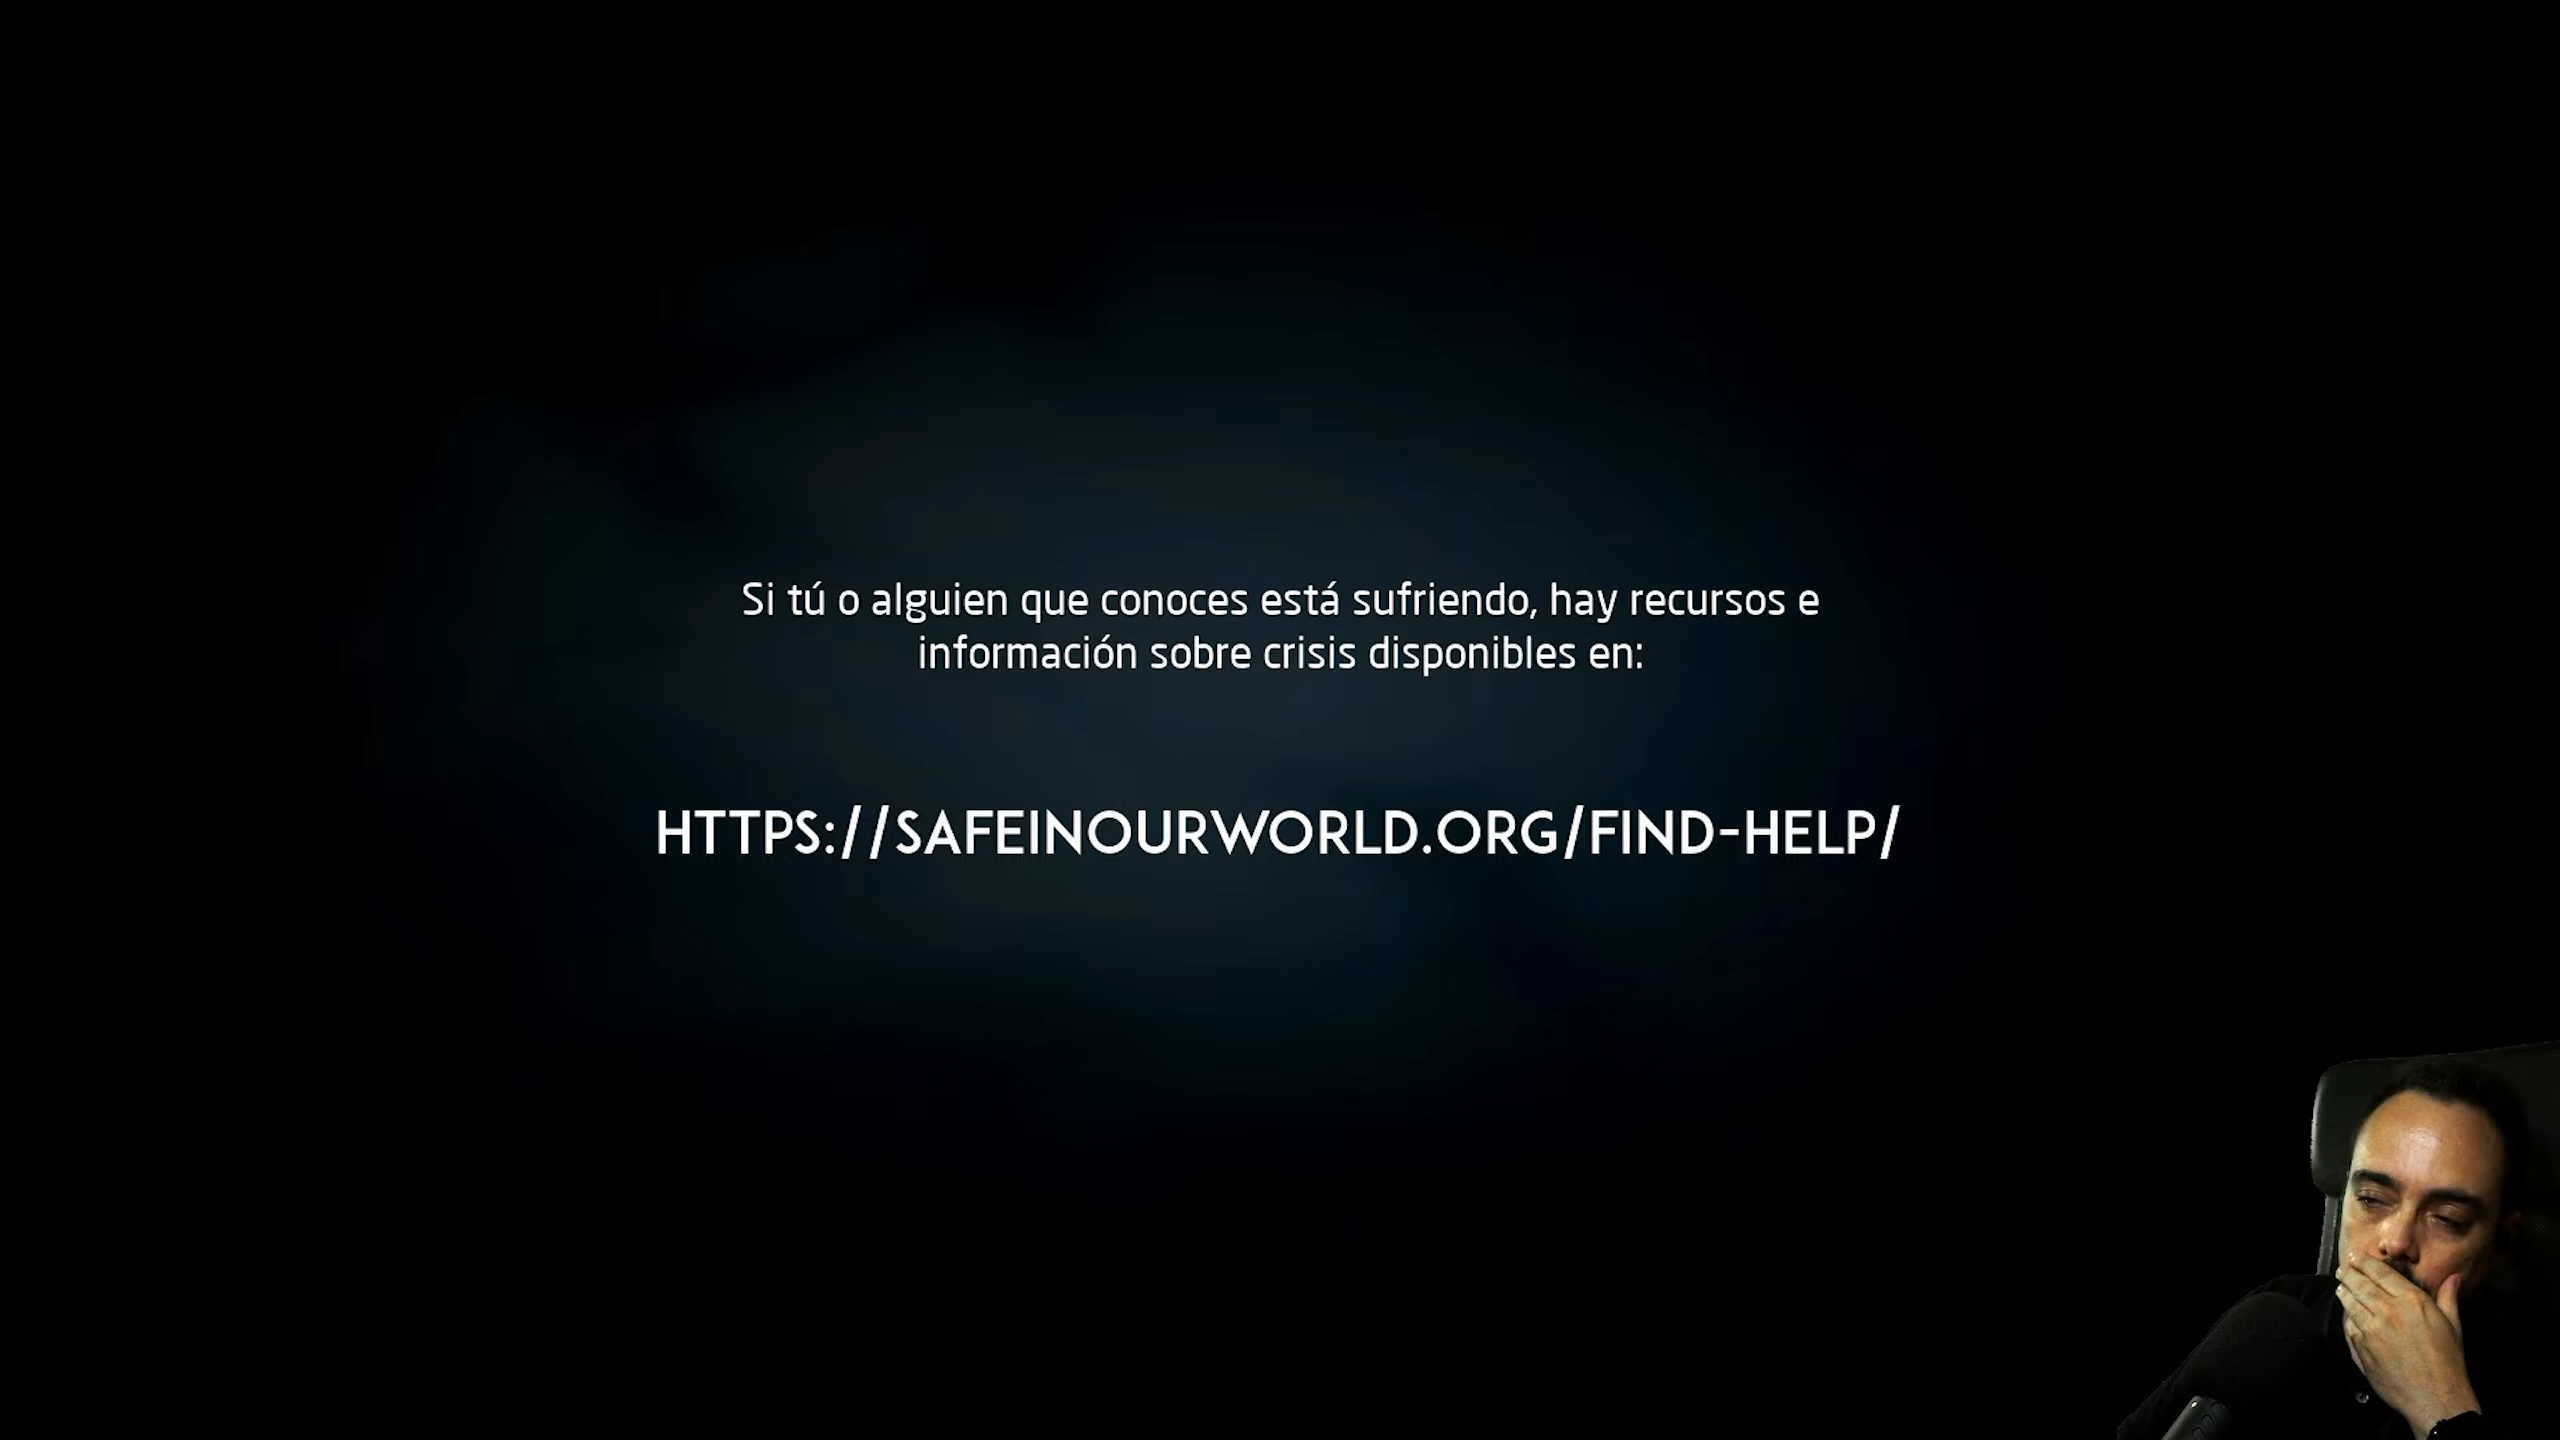 Si tú o alguien que conoces está sufriendo, hay recursos e
información sobre crisis disponibles en:
HTTPS://SAFEINOURWORLD.ORG/FIND-HELP/